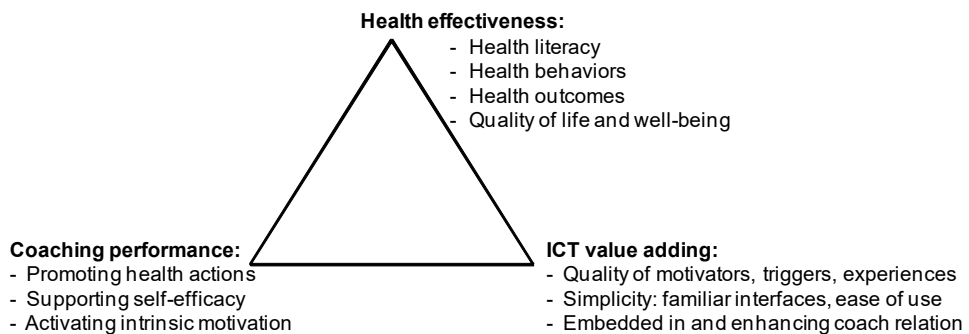 Health effectiveness:
- Health literacy
- Health behaviors
- Health outcomes
- Quality of life and well-being
Coaching performance:
- Promoting health actions
- Supporting self-efficacy
- Activating intrinsic motivation
ICT value adding:
- Quality of motivators, triggers, experiences
- Simplicity: familiar interfaces, ease of use
- Embedded in and enhancing coach relation